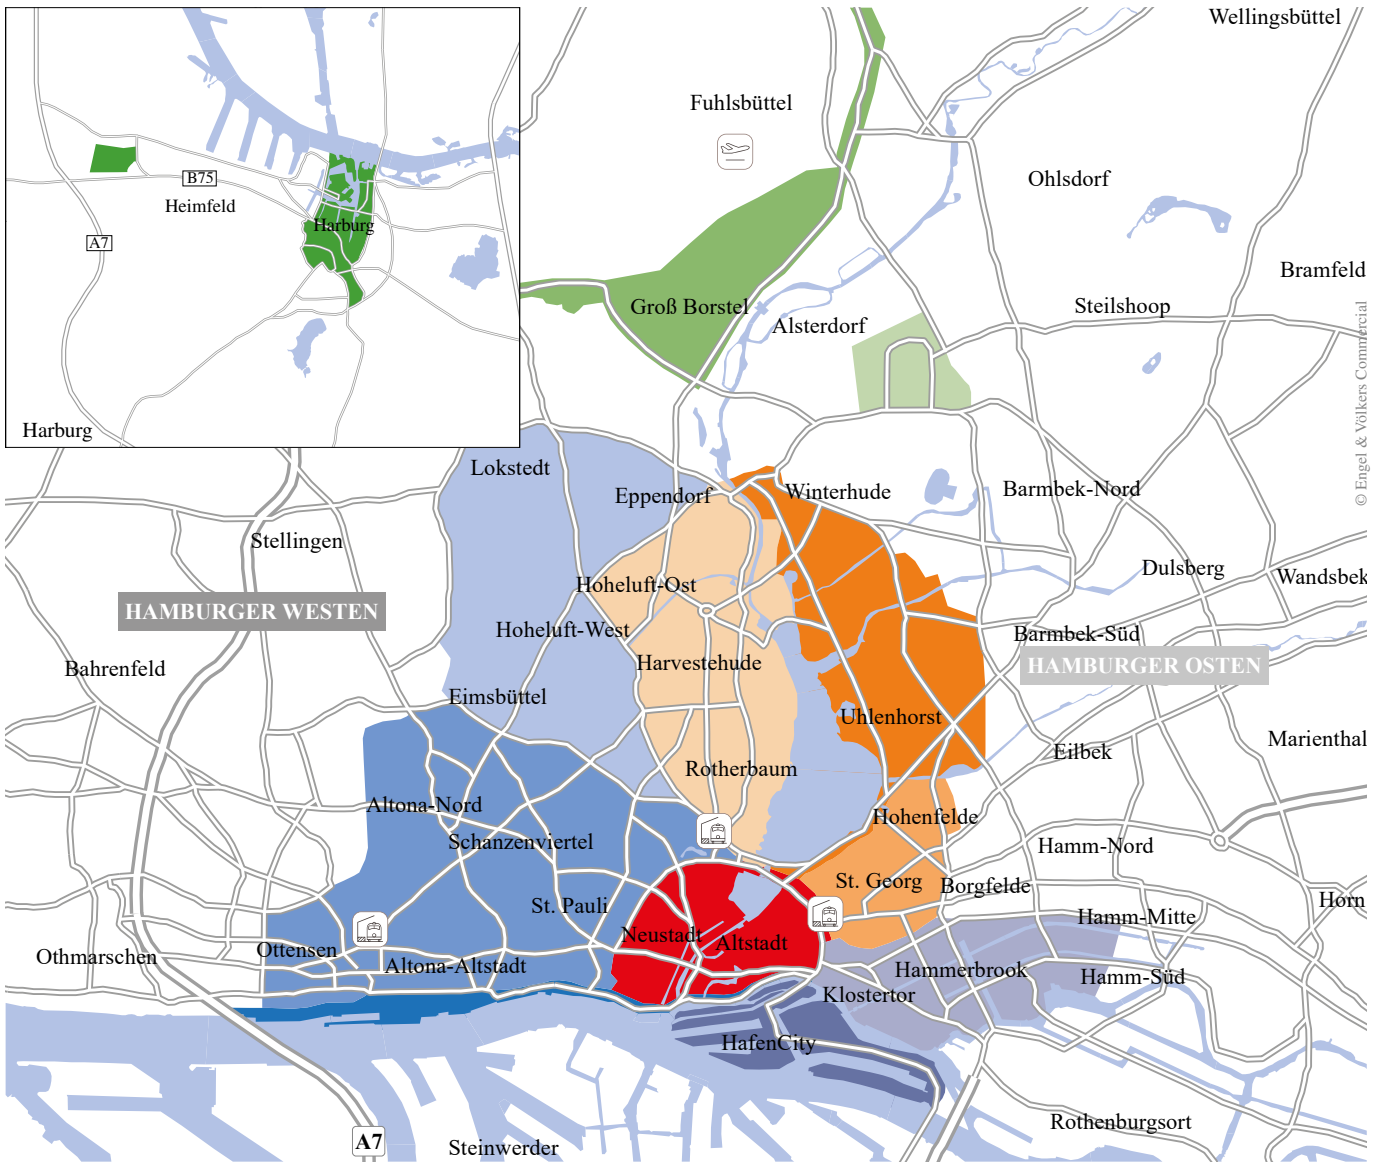 Wellingsbüttel
Fuhlsbüttel
Ohlsdorf
B75
Heimfeld
Harburg
A7
Bramfeld
Groß Borstel
Steilshoop
Alsterdorf
© Engel & Völkers Commercial
Harburg
Lokstedt
Eppendorf
Winterhude
Barmbek-Nord
Stellingen
Dulsberg
Wandsbek
Hoheluft-Ost
HAMBURGER WESTEN
Hoheluft-West
Barmbek-Süd
Bahrenfeld
Harvestehude
HAMBURGER OSTEN
Eimsbüttel
Uhlenhorst
Marienthal
Eilbek
Rotherbaum
Altona-Nord
Hohenfelde
Schanzenviertel
Hamm-Nord
St. Georg
Borgfelde
Horn
St. Pauli
Hamm-Mitte
Neustadt
Altstadt
Ottensen
Othmarschen
Altona-Altstadt
Hammerbrook
Hamm-Süd
Klostertor
HafenCity
Rothenburgsort
A7
Steinwerder